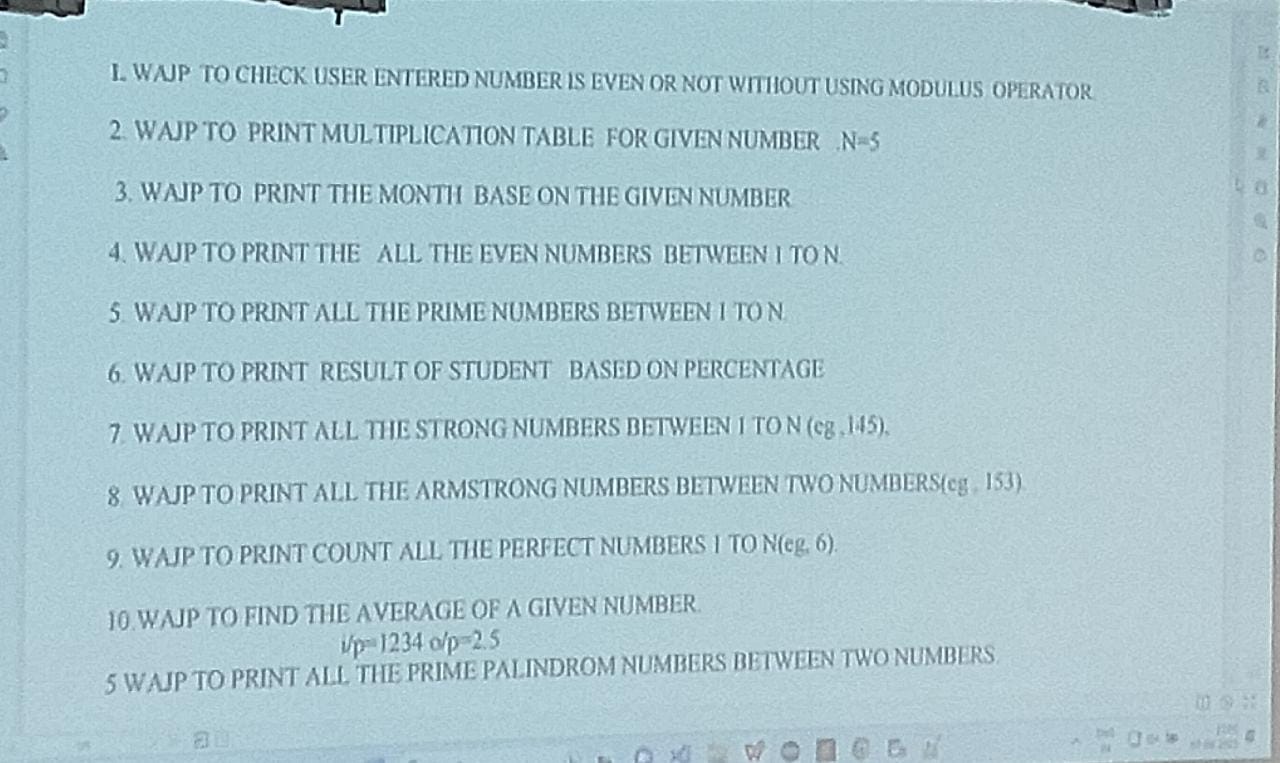 1. WAJP TO CHECK USER ENTERED NUMBER IS EVEN OR NOT WITHOUT USING MODULUS OPERATOR.
2. WAJP TO PRINT MULTIPLICATION TABLE FOR GIVEN NUMBER .N=5
3. WAJP TO PRINT THE MONTH BASE ON THE GIVEN NUMBER
4. WAJP TO PRINT THE ALL THE EVEN NUMBERS BETWEEN 1 TO N.
5. WAJP TO PRINT ALL THE PRIME NUMBERS BETWEEN 1 TO N.
6. WAJP TO PRINT RESULT OF STUDENT BASED ON PERCENTAGE
7. WAJP TO PRINT ALL THE STRONG NUMBERS BETWEEN 1 TO N (eg ,145).
8. WAJP TO PRINT ALL THE ARMSTRONG NUMBERS BETWEEN TWO NUMBERS(eg , 153).
9. WAJP TO PRINT COUNT ALL THE PERFECT NUMBERS 1 TO N(eg, 6).
10.WAJP TO FIND THE AVERAGE OF A GIVEN NUMBER.
i/p=1234 o/p=2.5
5 WAJP TO PRINT ALL THE PRIME PALINDROM NUMBERS BETWEEN TWO NUMBERS.